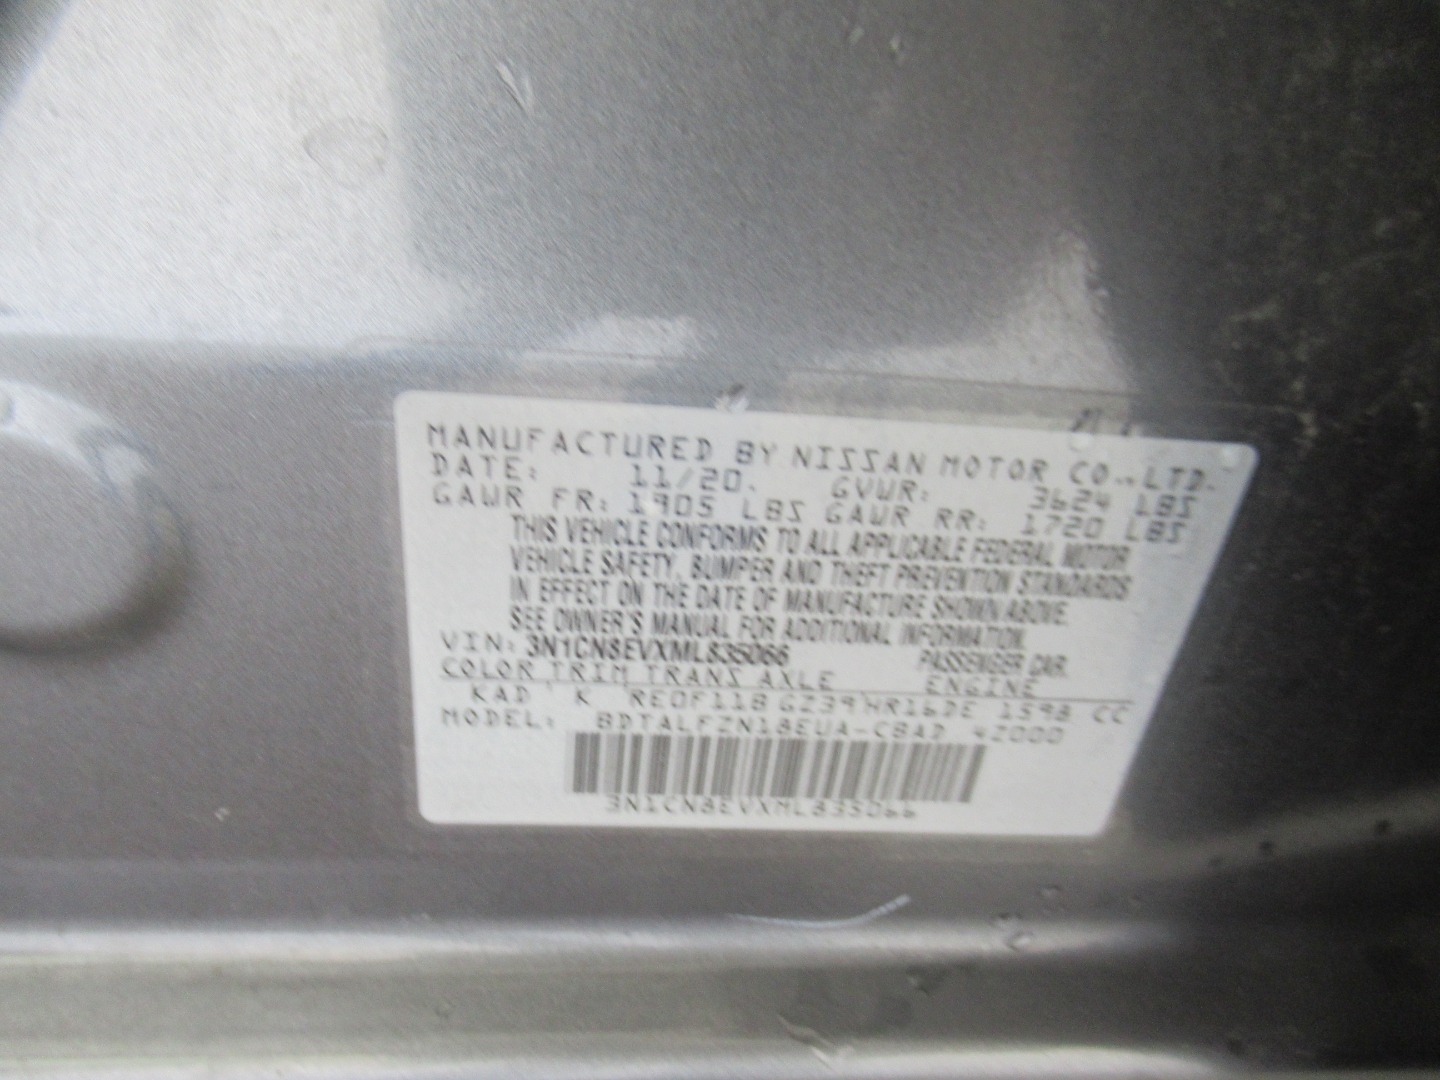 MANUFACTURED BY NISSAN MOTOR CO., LTD.
DATE: 11/20. GVWR: 3624 LBS
GAWR FR: 1905 LBS GAWR RR: 1720 LBS
THIS VEHICLE CONFORMS TO ALL APPLICABLE FEDERAL MOTOR
VEHICLE SAFETY, BUMPER AND THEFT PREVENTION STANDARDS
IN EFFECT ON THE DATE OF MANUFACTURE SHOWN ABOVE.
SEE OWNER'S MANUAL FOR ADDITIONAL INFORMATION.
VIN: 3N1CN8EVXML835066 PASSENGER CAR.
COLOR TRIM TRANS AXLE ENGINE
KAD K RE0F11B GZ39 HR16DE 1598 CC
MODEL: BDTALFZN18EUA-CBAD 42000
3N1CN8EVXML835066